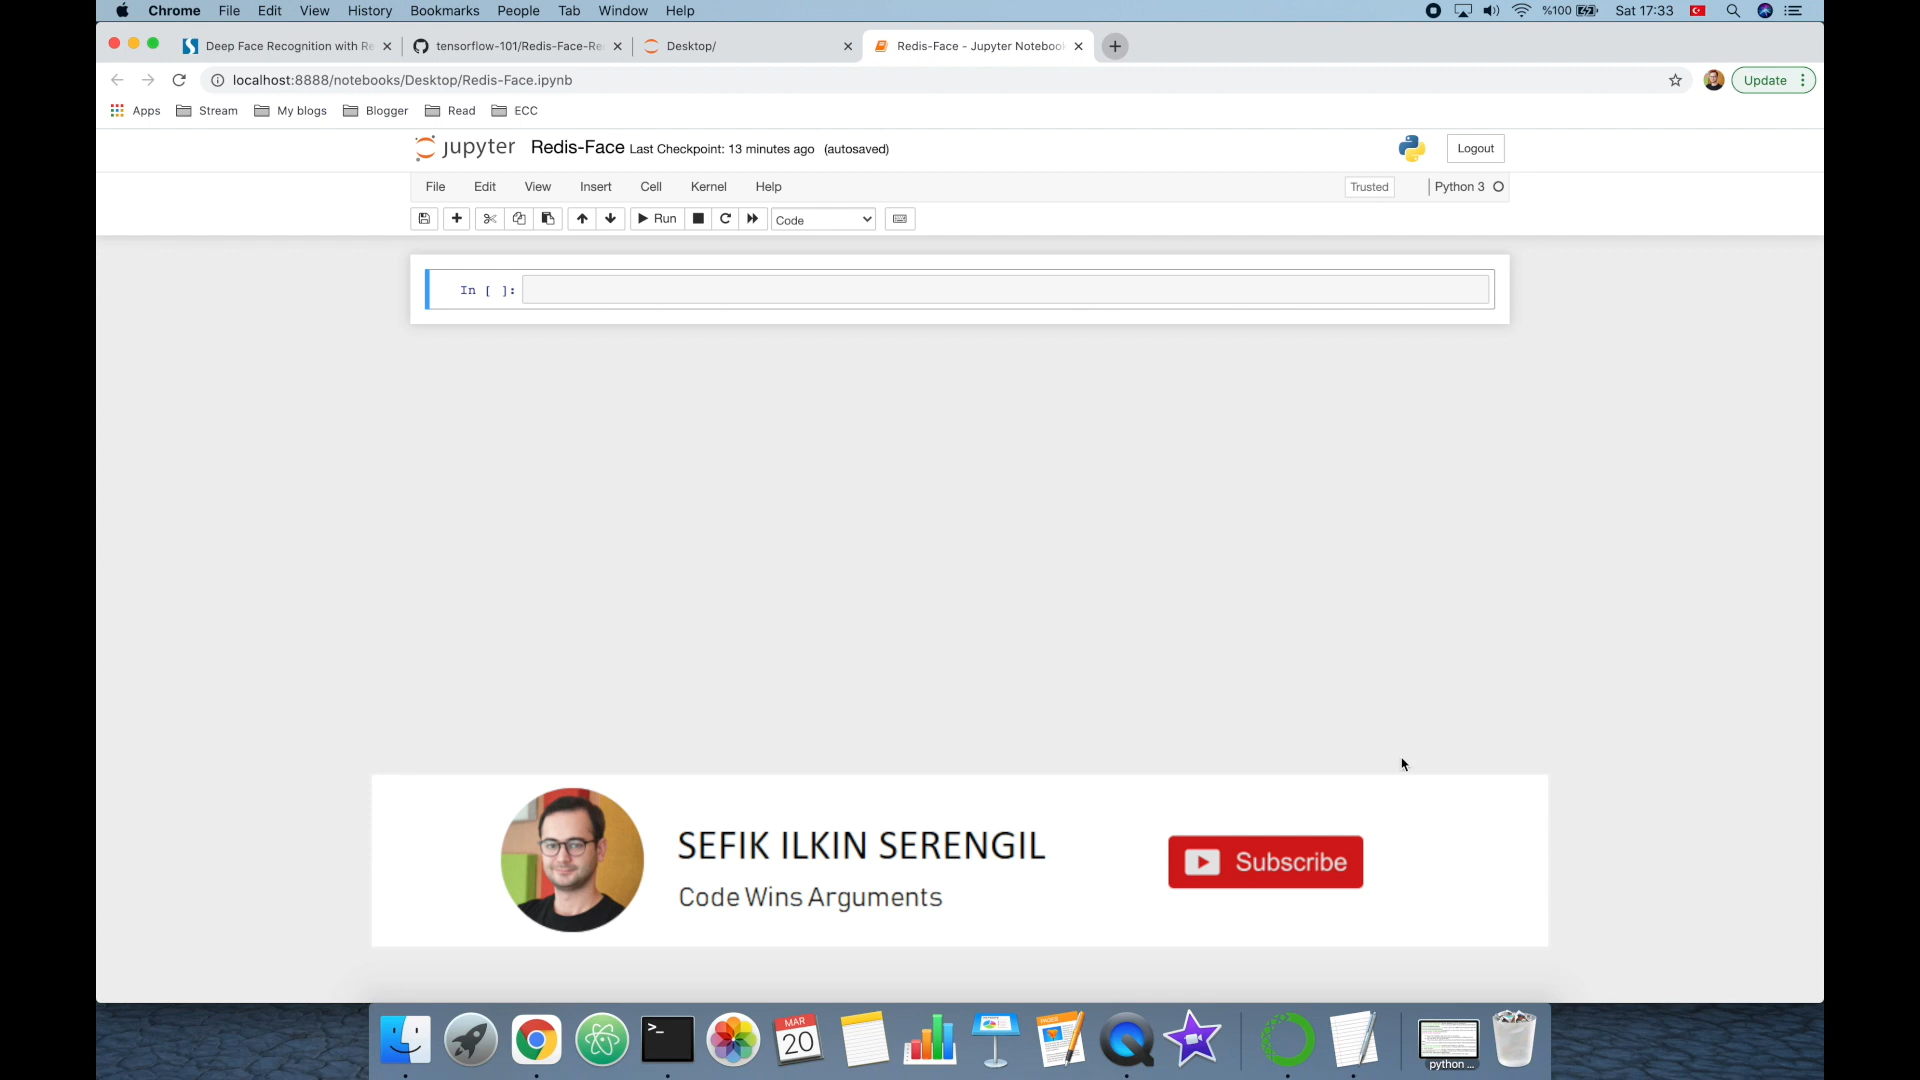 Chrome File Edit View History Bookmarks People Tab Window Help %100 Sat 17:33
Deep Face Recognition with Re tensorflow-101/Redis-Face-Re Desktop/ Redis-Face - Jupyter Notebook
localhost:8888/notebooks/Desktop/Redis-Face.ipynb Update
Apps Stream My blogs Blogger Read ECC
jupyter Redis-Face Last Checkpoint: 13 minutes ago (autosaved) Logout
File Edit View Insert Cell Kernel Help Trusted Python 3
Run Code
In [ ]:
SEFIK ILKIN SERENGIL
Code Wins Arguments
Subscribe
MAR
20
PAGES
python ...